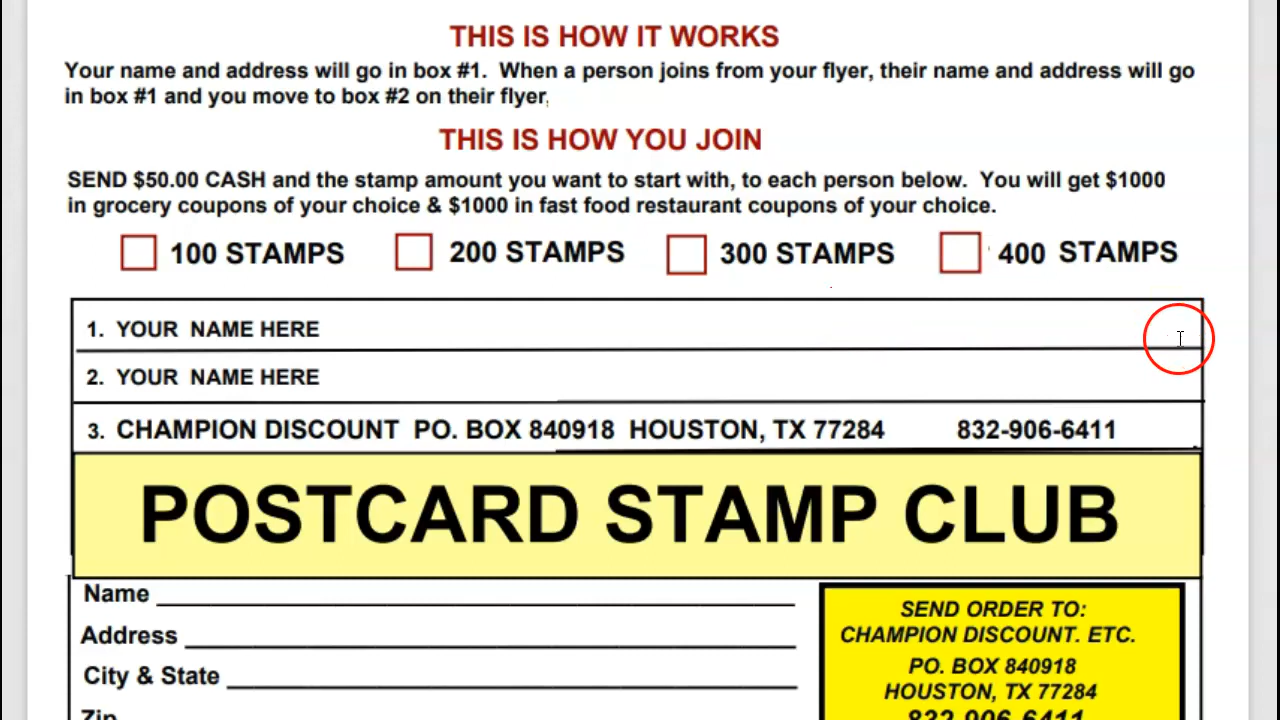 THIS IS HOW IT WORKS
Your name and address will go in box #1. When a person joins from your flyer, their name and address will go
in box #1 and you move to box #2 on their flyer,
THIS IS HOW YOU JOIN
SEND $50.00 CASH and the stamp amount you want to start with, to each person below. You will get $1000
in grocery coupons of your choice & $1000 in fast food restaurant coupons of your choice.
100 STAMPS 200 STAMPS 300 STAMPS 400 STAMPS
1. YOUR NAME HERE
2. YOUR NAME HERE
3. CHAMPION DISCOUNT PO. BOX 840918 HOUSTON, TX 77284 832-906-6411
POSTCARD STAMP CLUB
Name
Address
City & State
Zip
SEND ORDER TO:
CHAMPION DISCOUNT. ETC.
PO. BOX 840918
HOUSTON, TX 77284
832-906-6411